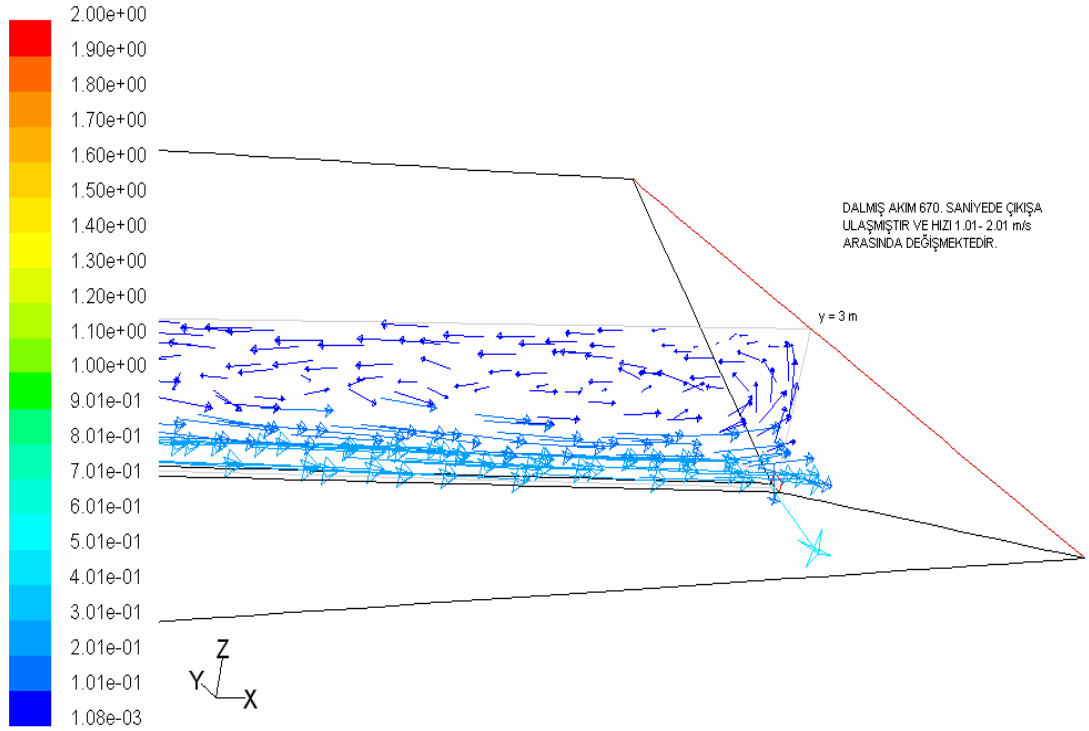 2.00e+00
1.90e+00
1.80e+00
1.70e+00
1.60e+00
1.50e+00
1.40e+00
1.30e+00
1.20e+00
1.10e+00
1.00e+00
9.01e-01
8.01e-01
7.01e-01
6.01e-01
5.01e-01
4.01e-01
3.01e-01
2.01e-01
1.01e-01
1.08e-03
DALMIŞ AKIM 670. SANİYEDE ÇIKIŞA
ULAŞMIŞTIR VE HIZI 1.01- 2.01 m/s
ARASINDA DEĞİŞMEKTEDİR.
y = 3 m
Z
Y
X